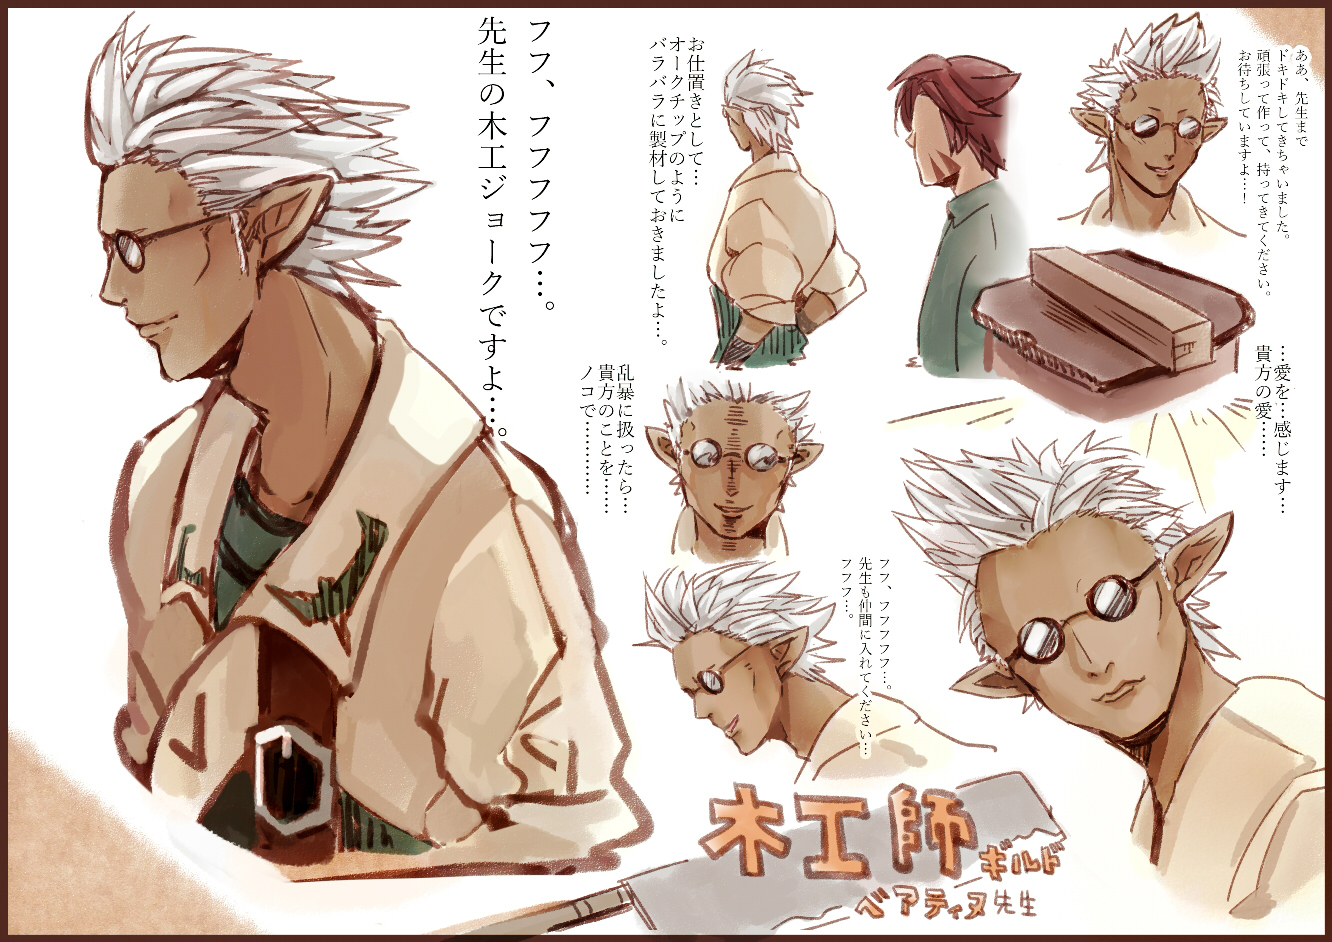 フフ、フフフフフ…。
先生の木工ジョークですよ…。
お仕置きとして…
オークチップのように
バラバラに製材しておきましたよ…。
ああ、先生まで
ドキドキしてきちゃいました。
頑張って作って、持ってきてください。
お待ちしていますよ…！
…愛を…感じます…
貴方の愛……
乱暴に扱ったら…
貴方のことを……
ノコで…………
フフ、フフフフフ…。
先生も仲間に入れてください…
フフフ…。
木工師
ギルド
ベアティヌ先生